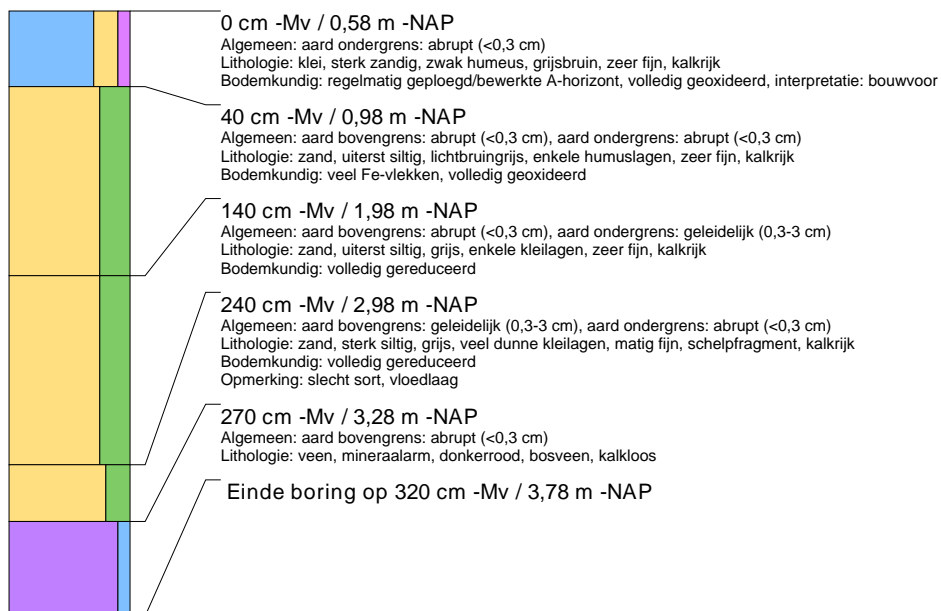 0 cm -Mv / 0,58 m -NAP
Algemeen: aard ondergrens: abrupt (<0,3 cm)
Lithologie: klei, sterk zandig, zwak humeus, grijsbruin, zeer fijn, kalkrijk
Bodemkundig: regelmatig geploegd/bewerkte A-horizont, volledig geoxideerd, interpretatie: bouwvoor
40 cm -Mv / 0,98 m -NAP
Algemeen: aard bovengrens: abrupt (<0,3 cm), aard ondergrens: abrupt (<0,3 cm)
Lithologie: zand, uiterst siltig, lichtbruingrijs, enkele humuslagen, zeer fijn, kalkrijk
Bodemkundig: veel Fe-vlekken, volledig geoxideerd
140 cm -Mv / 1,98 m -NAP
Algemeen: aard bovengrens: abrupt (<0,3 cm), aard ondergrens: geleidelijk (0,3-3 cm)
Lithologie: zand, uiterst siltig, grijs, enkele kleilagen, zeer fijn, kalkrijk
Bodemkundig: volledig gereduceerd
240 cm -Mv / 2,98 m -NAP
Algemeen: aard bovengrens: geleidelijk (0,3-3 cm), aard ondergrens: abrupt (<0,3 cm)
Lithologie: zand, sterk siltig, grijs, veel dunne kleilagen, matig fijn, schelpfragment, kalkrijk
Bodemkundig: volledig gereduceerd
Opmerking: slecht sort, vloedlaag
270 cm -Mv / 3,28 m -NAP
Algemeen: aard bovengrens: abrupt (<0,3 cm)
Lithologie: veen, mineraalarm, donkerrood, bosveen, kalkloos
Einde boring op 320 cm -Mv / 3,78 m -NAP